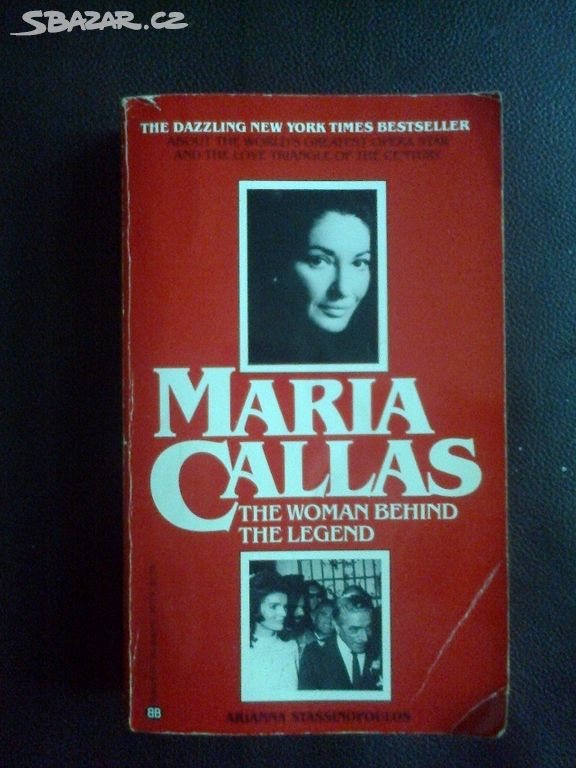 SBAZAR.CZ
THE DAZZLING NEW YORK TIMES BESTSELLER
ABOUT THE WORLD'S GREATEST OPERA STAR
AND THE LOVE TRIANGLE OF THE CENTURY
MARIA
CALLAS
THE WOMAN BEHIND
THE LEGEND
BB
ARIANNA STASSINOPOULOS